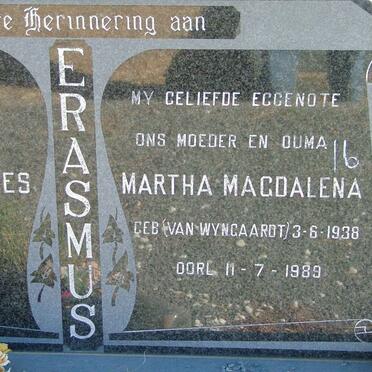 re Herinnering aan
ERASMUS
ES
MY GELIEFDE EGGENOTE
ONS MOEDER EN OUMA
16
MARTHA MAGDALENA
GEB (VAN WYNGAARDT) 3-6-1938
OORL 11-7-1989